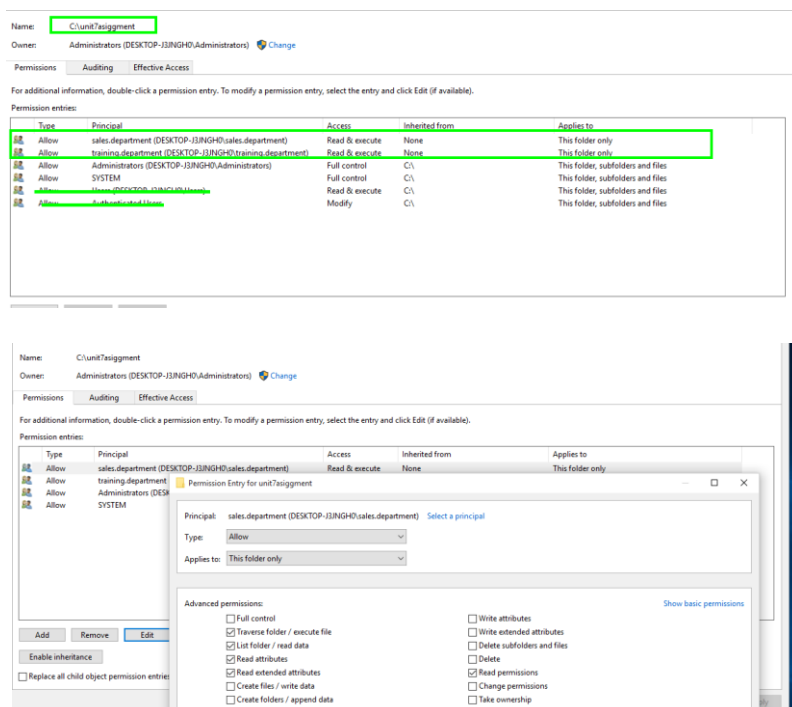 Name: C:\unit7asiggment
Owner: Administrators (DESKTOP-J3JNGH0\Administrators) Change
Permissions Auditing Effective Access
For additional information, double-click a permission entry. To modify a permission entry, select the entry and click Edit (if available).
Permission entries:
Type Principal Access Inherited from Applies to
Allow sales.department (DESKTOP-J3JNGH0\sales.department) Read & execute None This folder only
Allow training.department (DESKTOP-J3JNGH0\training.department) Read & execute None This folder only
Allow Administrators (DESKTOP-J3JNGH0\Administrators) Full control C:\ This folder, subfolders and files
Allow SYSTEM Full control C:\ This folder, subfolders and files
Allow Users (DESKTOP-J3JNGH0\Users) Read & execute C:\ This folder, subfolders and files
Allow Authenticated Users Modify C:\ This folder, subfolders and files
Name: C:\unit7asiggment
Owner: Administrators (DESKTOP-J3JNGH0\Administrators) Change
Permissions Auditing Effective Access
For additional information, double-click a permission entry. To modify a permission entry, select the entry and click Edit (if available).
Permission entries:
Type Principal Access Inherited from Applies to
Allow sales.department (DESKTOP-J3JNGH0\sales.department) Read & execute None This folder only
Allow training.department
Allow Administrators (DESK
Allow SYSTEM
Permission Entry for unit7asiggment
Principal: sales.department (DESKTOP-J3JNGH0\sales.department) Select a principal
Type: Allow
Applies to: This folder only
Advanced permissions: Show basic permissions
Full control Write attributes
Traverse folder / execute file Write extended attributes
List folder / read data Delete subfolders and files
Read attributes Delete
Read extended attributes Read permissions
Create files / write data Change permissions
Create folders / append data Take ownership
Add Remove Edit
Enable inheritance
Replace all child object permission entrie